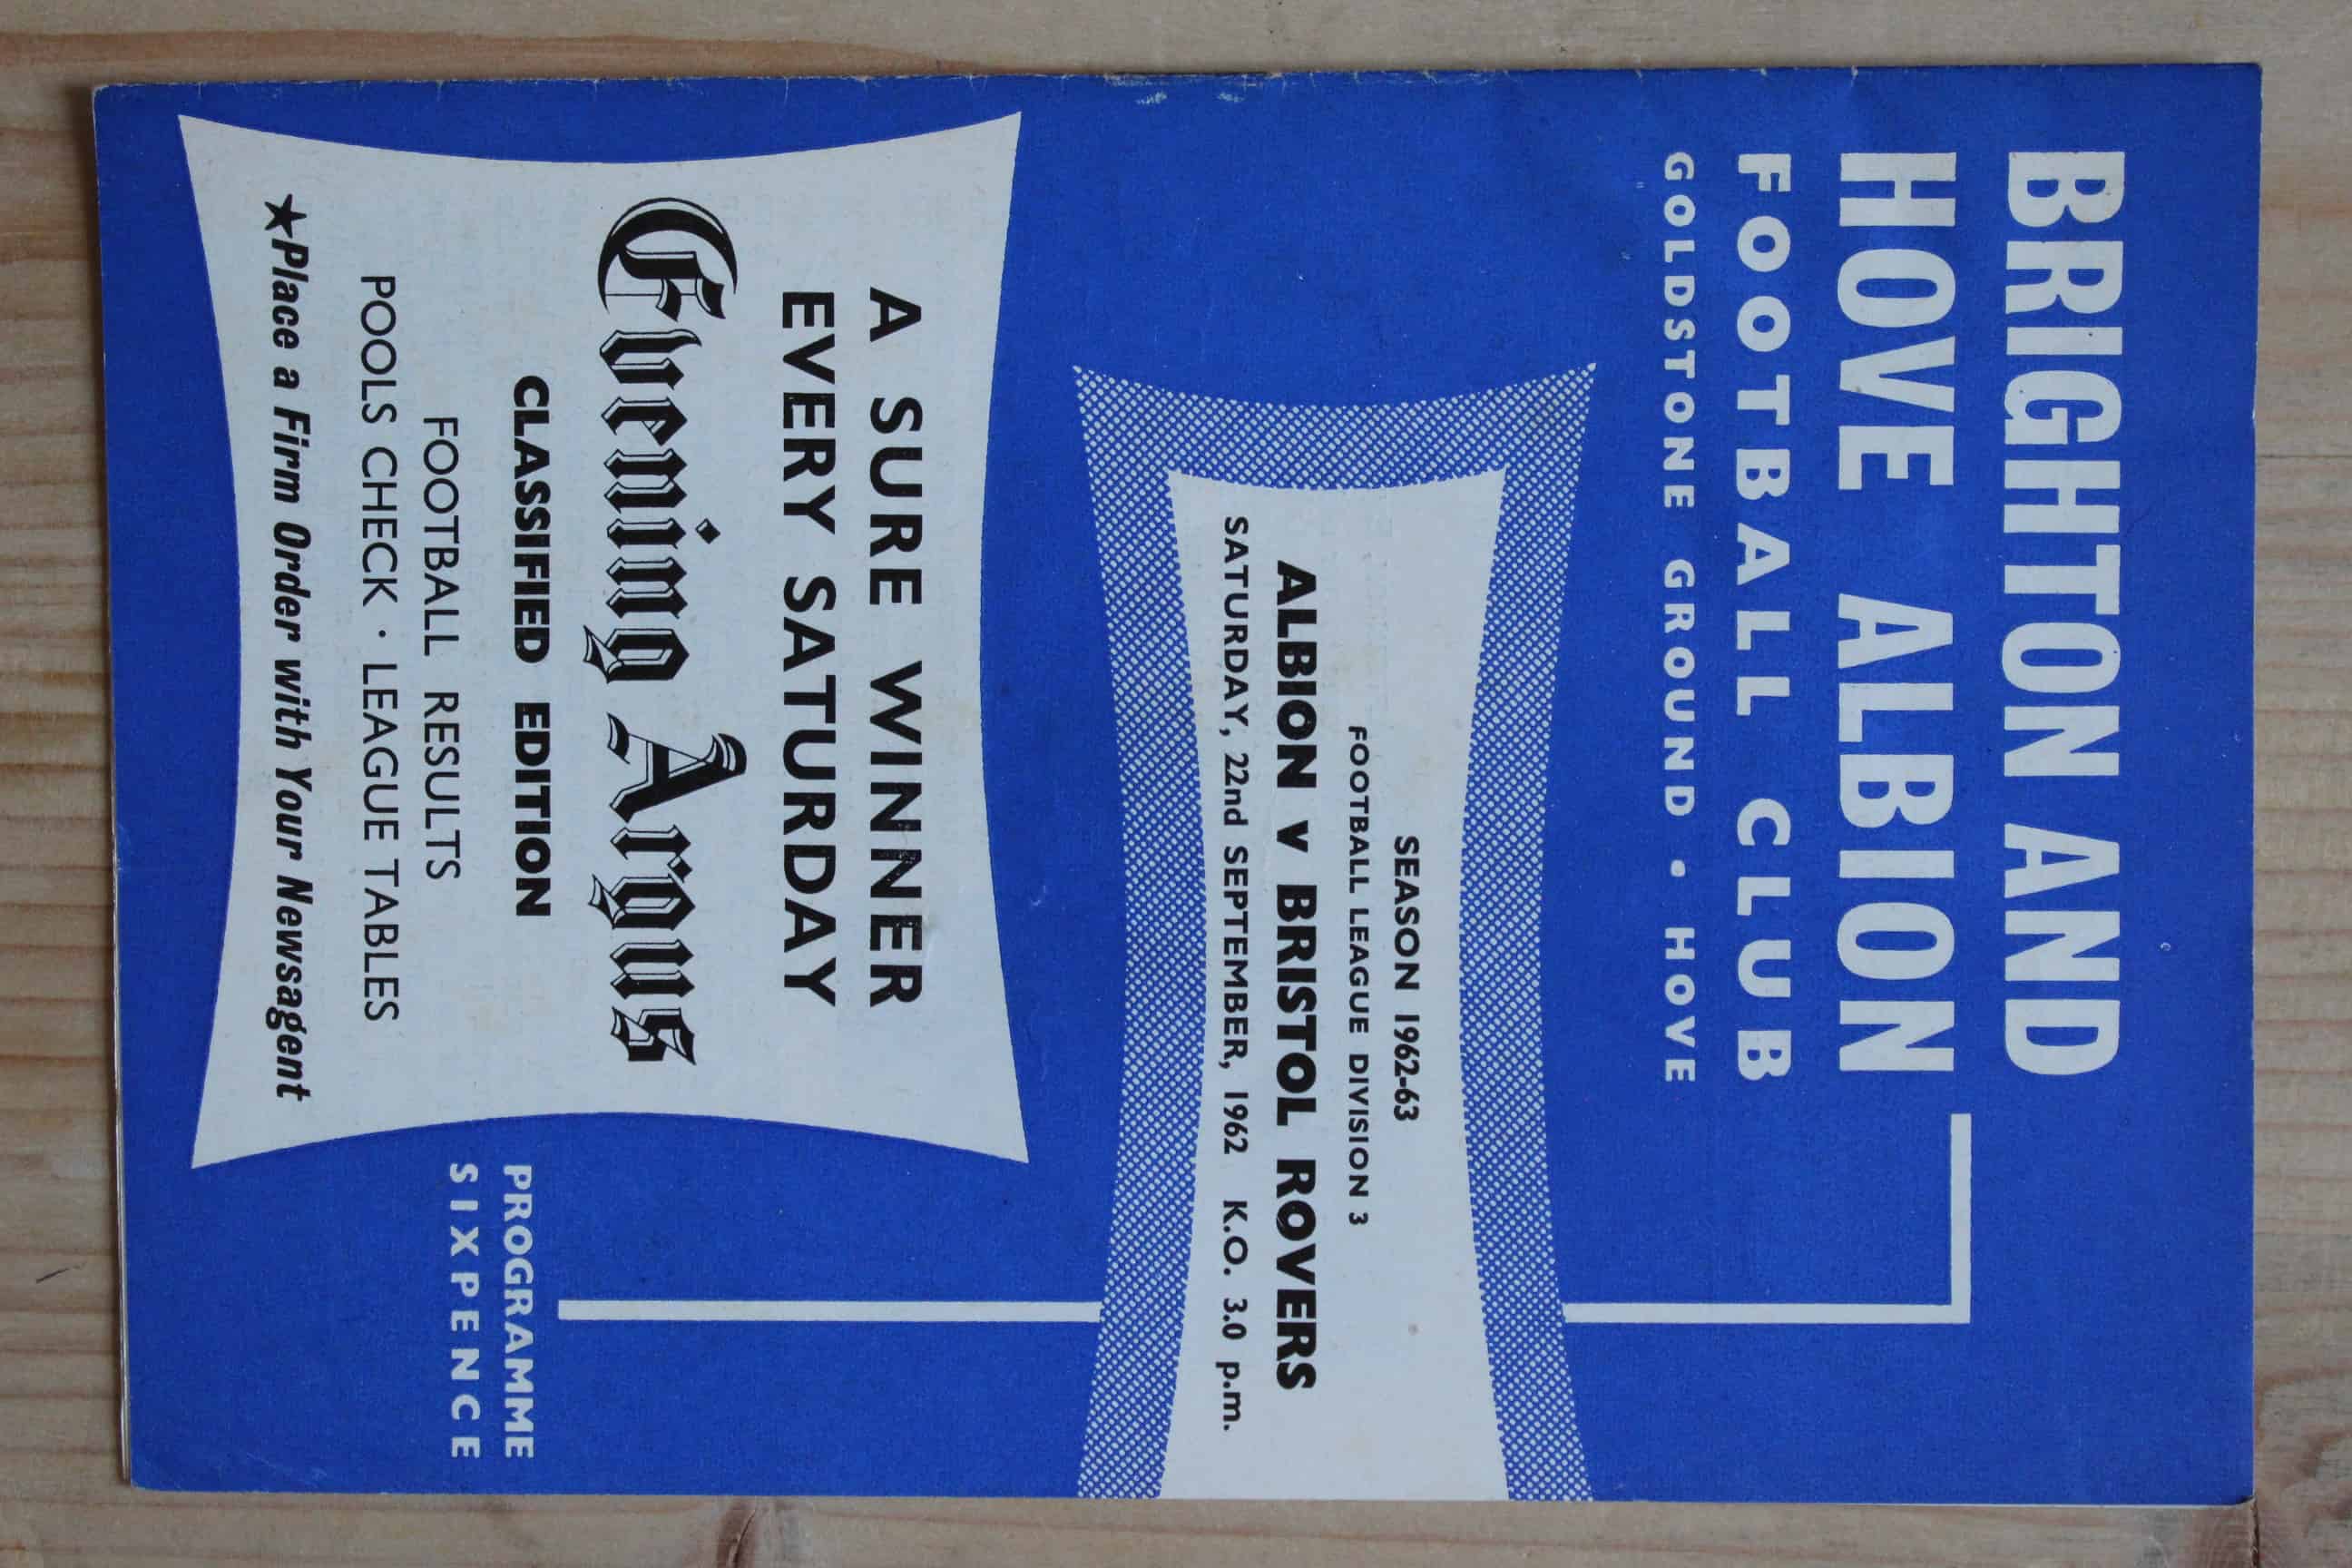 BRIGHTON AND
HOVE ALBION
FOOTBALL CLUB
GOLDSTONE GROUND • HOVE
SEASON 1962-63
FOOTBALL LEAGUE DIVISION 3
ALBION v BRISTOL ROVERS
SATURDAY, 22nd SEPTEMBER, 1962 K.O. 3.0 p.m.
A SURE WINNER
EVERY SATURDAY
Evening Argus
CLASSIFIED EDITION
FOOTBALL RESULTS
POOLS CHECK · LEAGUE TABLES
★Place a Firm Order with Your Newsagent
PROGRAMME
SIXPENCE